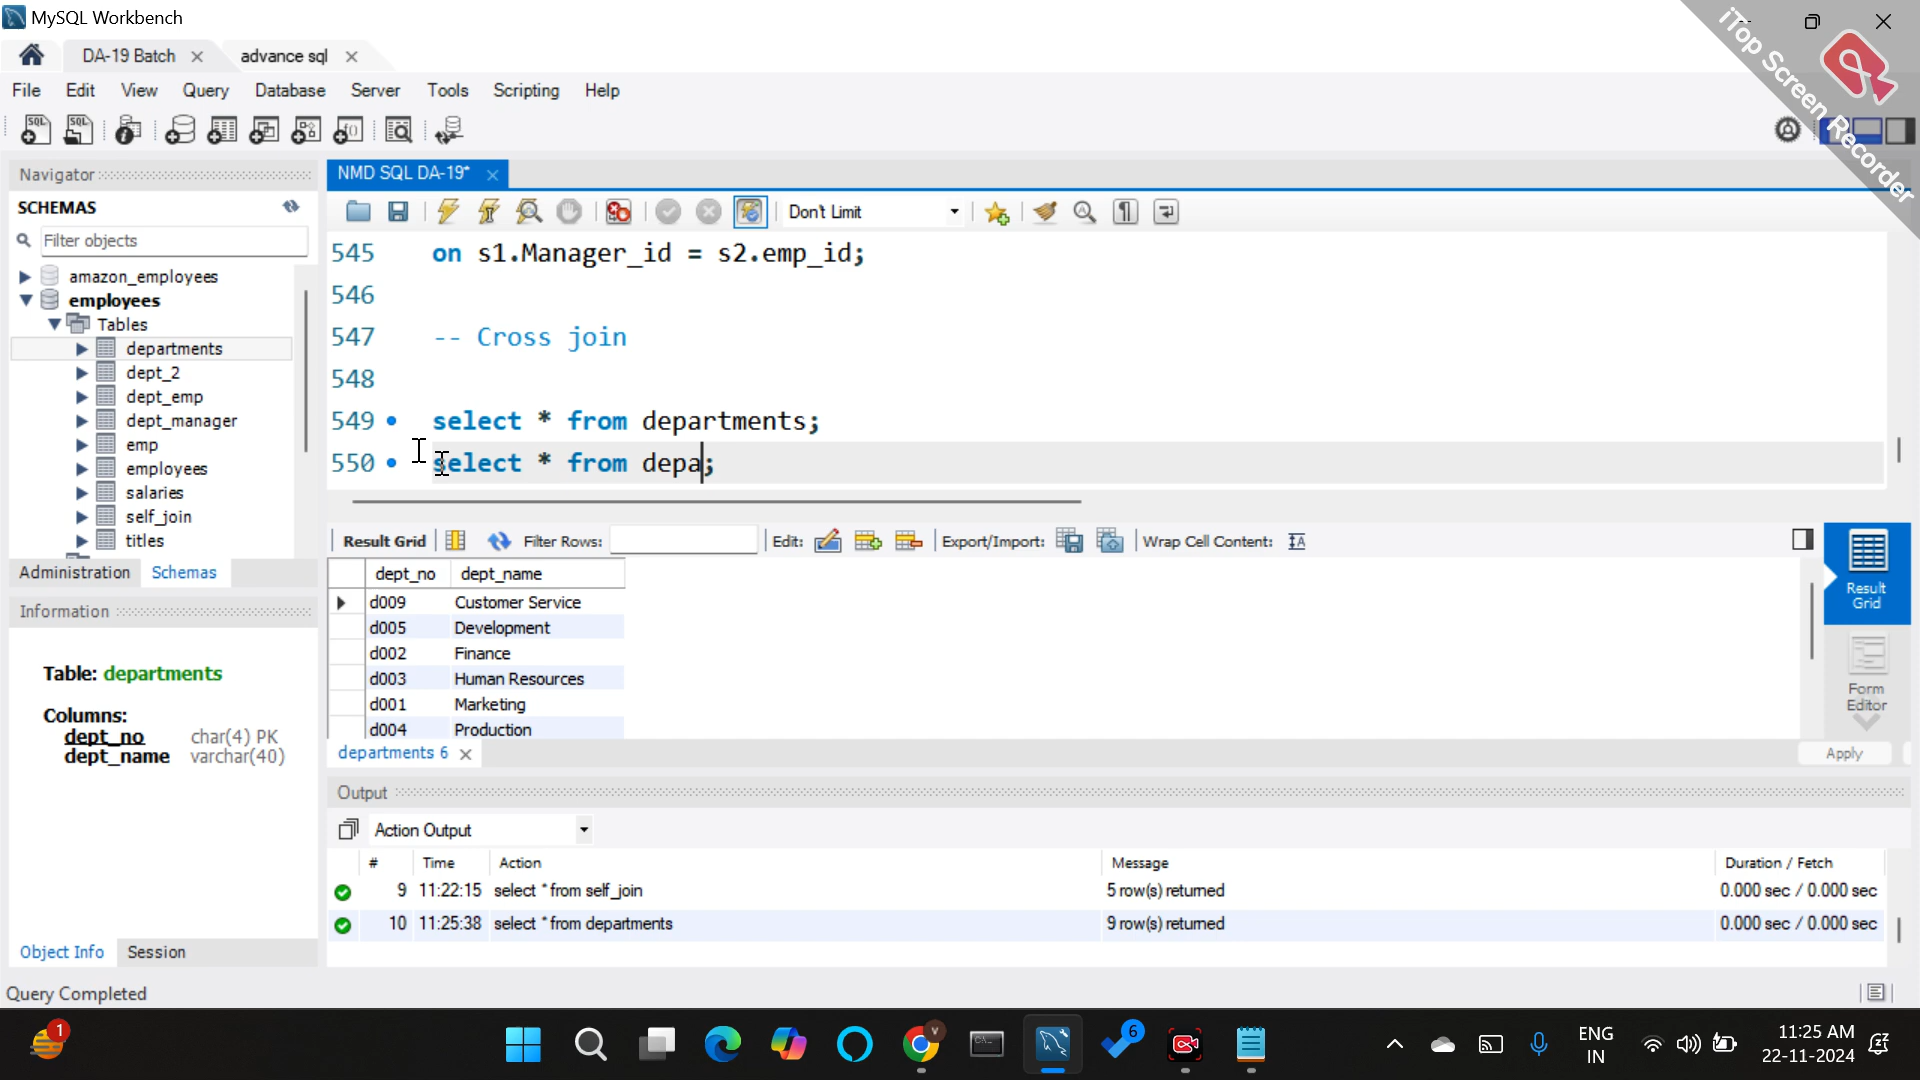 MySQL Workbench
DA-19 Batch
advance sql
iTop Screen Recorder
File Edit View Query Database Server Tools Scripting Help
Navigator
NMD SQL DA-19*
SCHEMAS
Don't Limit
Filter objects
amazon_employees
employees
Tables
departments
dept_2
dept_emp
dept_manager
emp
employees
salaries
self_join
titles
545 on s1.Manager_id = s2.emp_id;
546
547 -- Cross join
548
549 select * from departments;
550 select * from depa;
Administration Schemas
Information
Table: departments
Columns:
dept_no char(4) PK
dept_name varchar(40)
Object Info Session
Result Grid Filter Rows: Edit: Export/Import: Wrap Cell Content:
dept_no dept_name
d009 Customer Service
d005 Development
d002 Finance
d003 Human Resources
d001 Marketing
d004 Production
Result Grid
Form Editor
departments 6
Apply
Output
Action Output
# Time Action Message Duration / Fetch
9 11:22:15 select * from self_join 5 row(s) returned 0.000 sec / 0.000 sec
10 11:25:38 select * from departments 9 row(s) returned 0.000 sec / 0.000 sec
Query Completed
1
V
6
ENG
IN
11:25 AM
22-11-2024